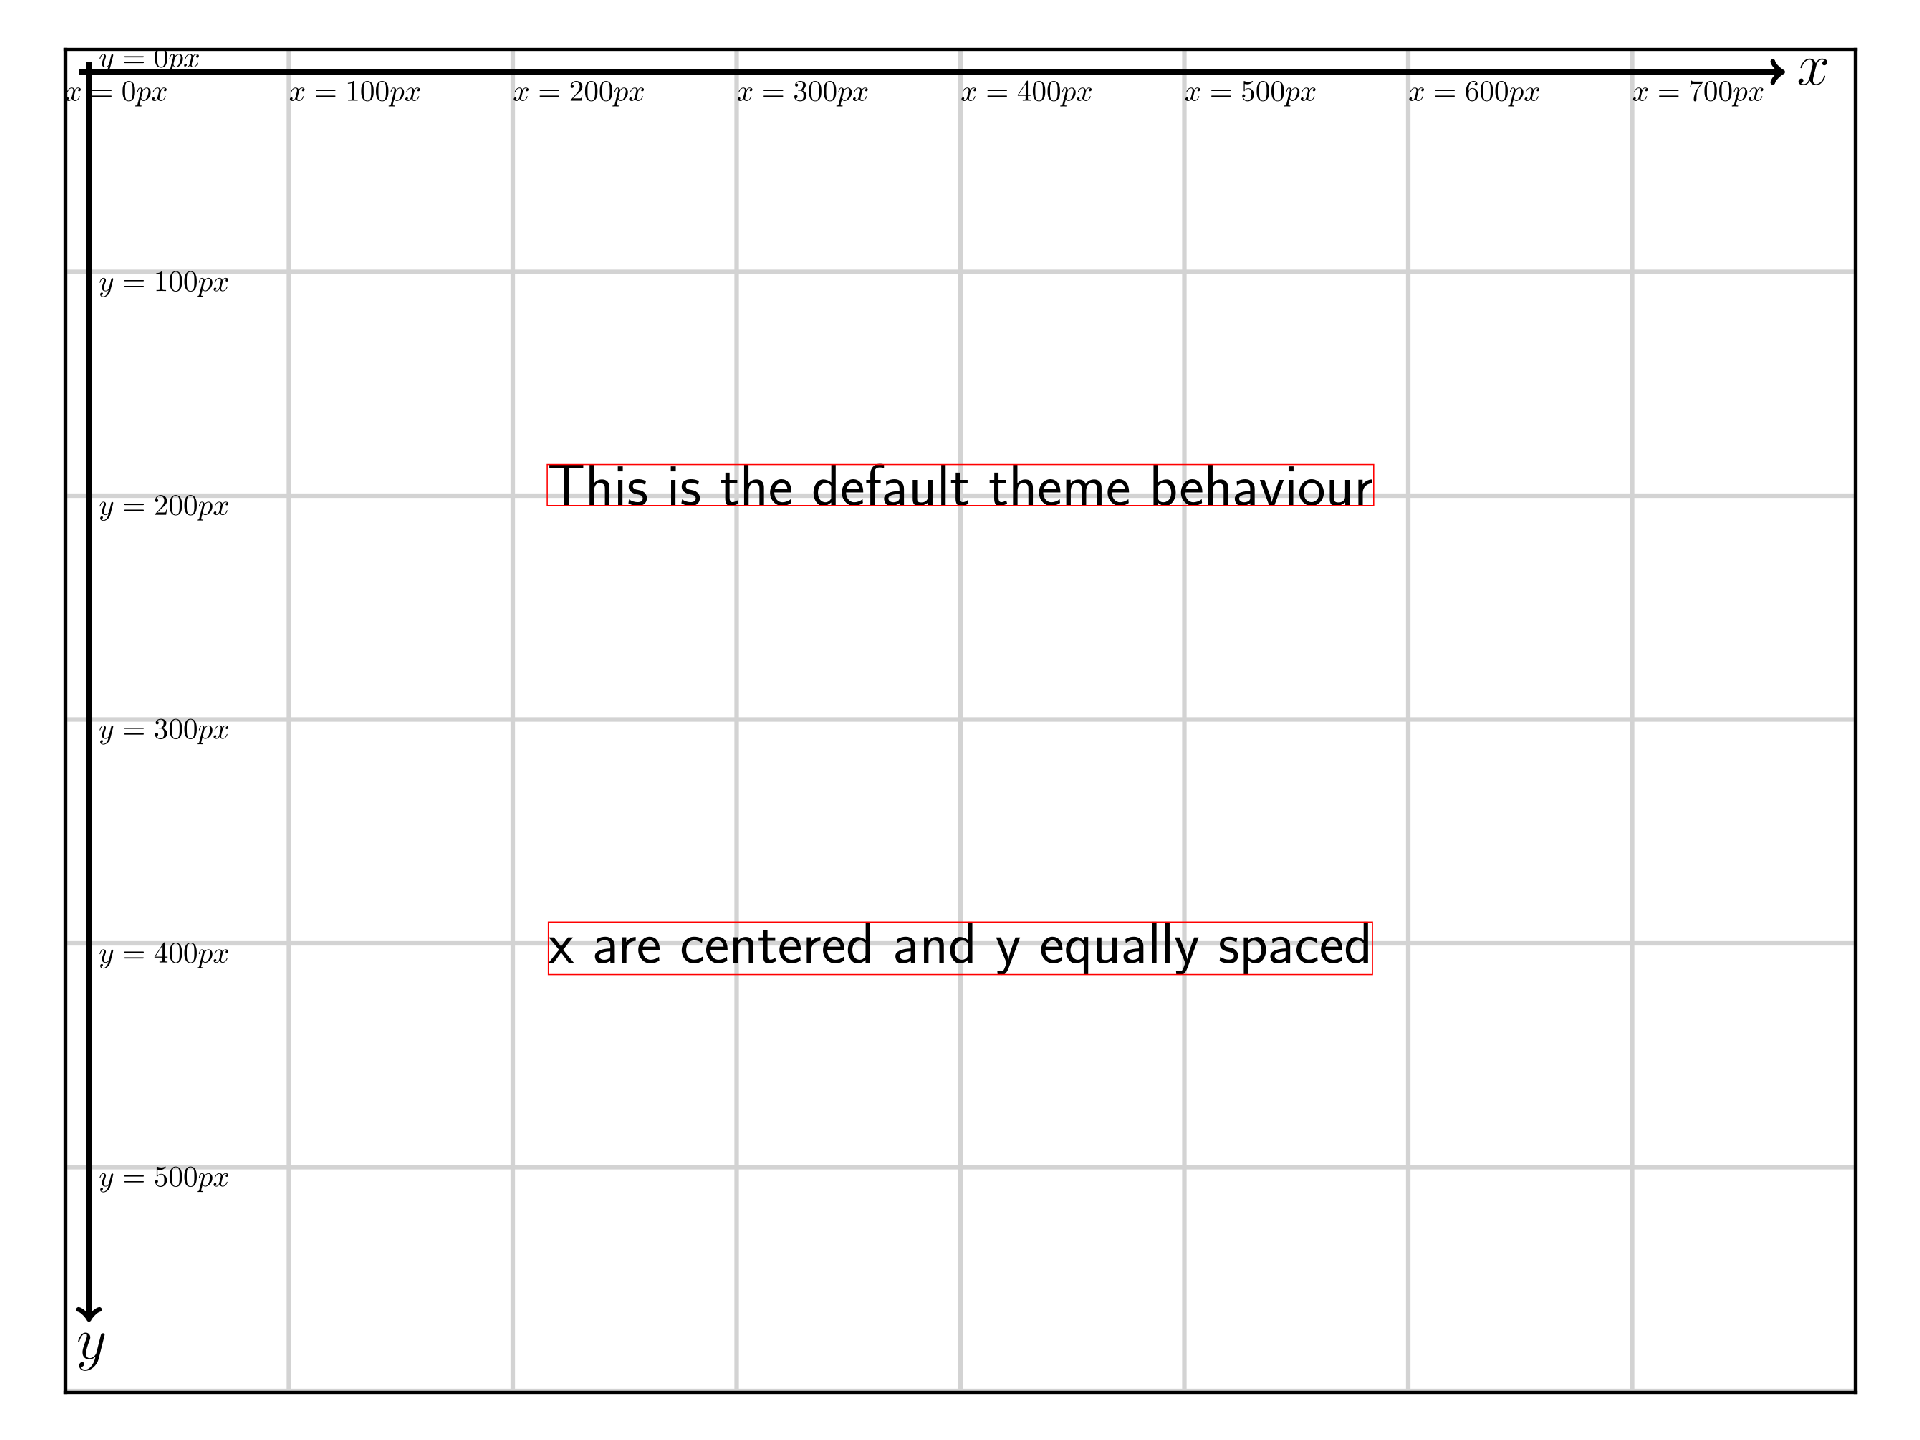 y = 0px
x
x = 0px x = 100px x = 200px x = 300px x = 400px x = 500px x = 600px x = 700px
y = 100px
This is the default theme behaviour
y = 200px
y = 300px
x are centered and y equally spaced
y = 400px
y = 500px
y